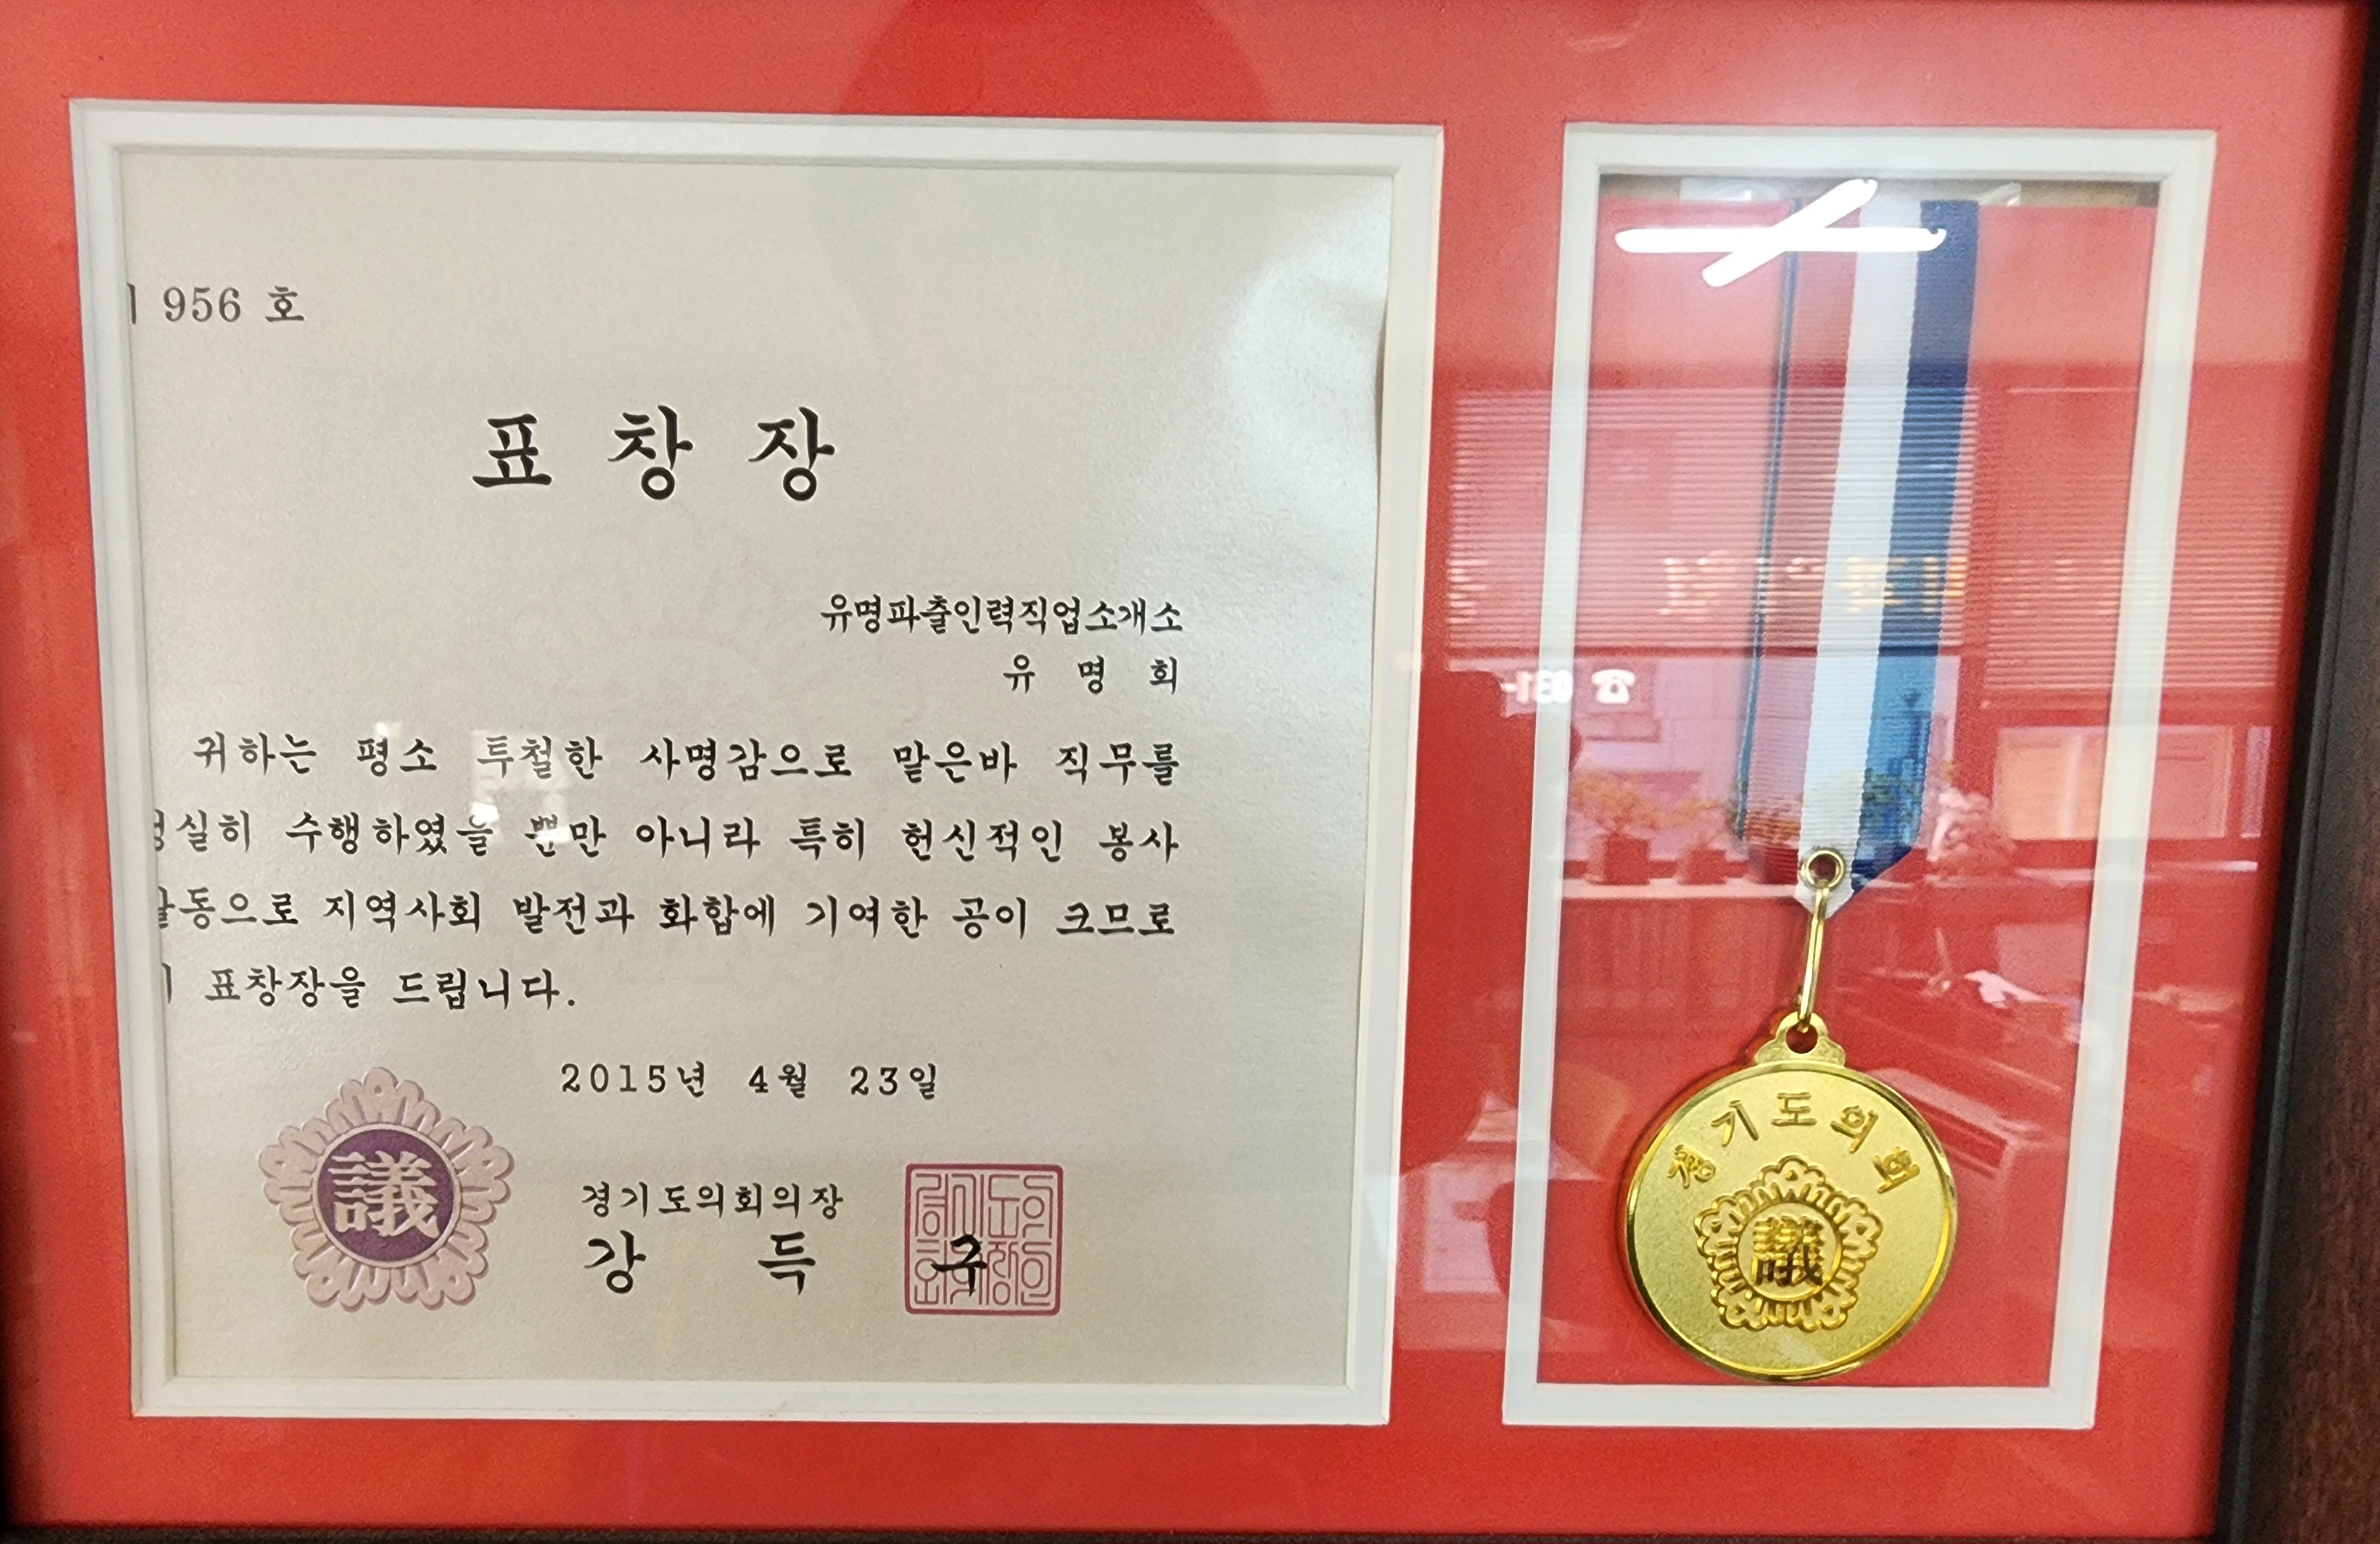 956 호
표 창 장
유명파출인력직업소개소
유 명 희
귀하는 평소 투철한 사명감으로 맡은바 직무를
성실히 수행하였을 뿐만 아니라 특히 헌신적인 봉사
활동으로 지역사회 발전과 화합에 기여한 공이 크므로
표창장을 드립니다.
2015년 4월 23일
議
경기도의회의장
강 득 구
경기도의회
議
☎ 031-